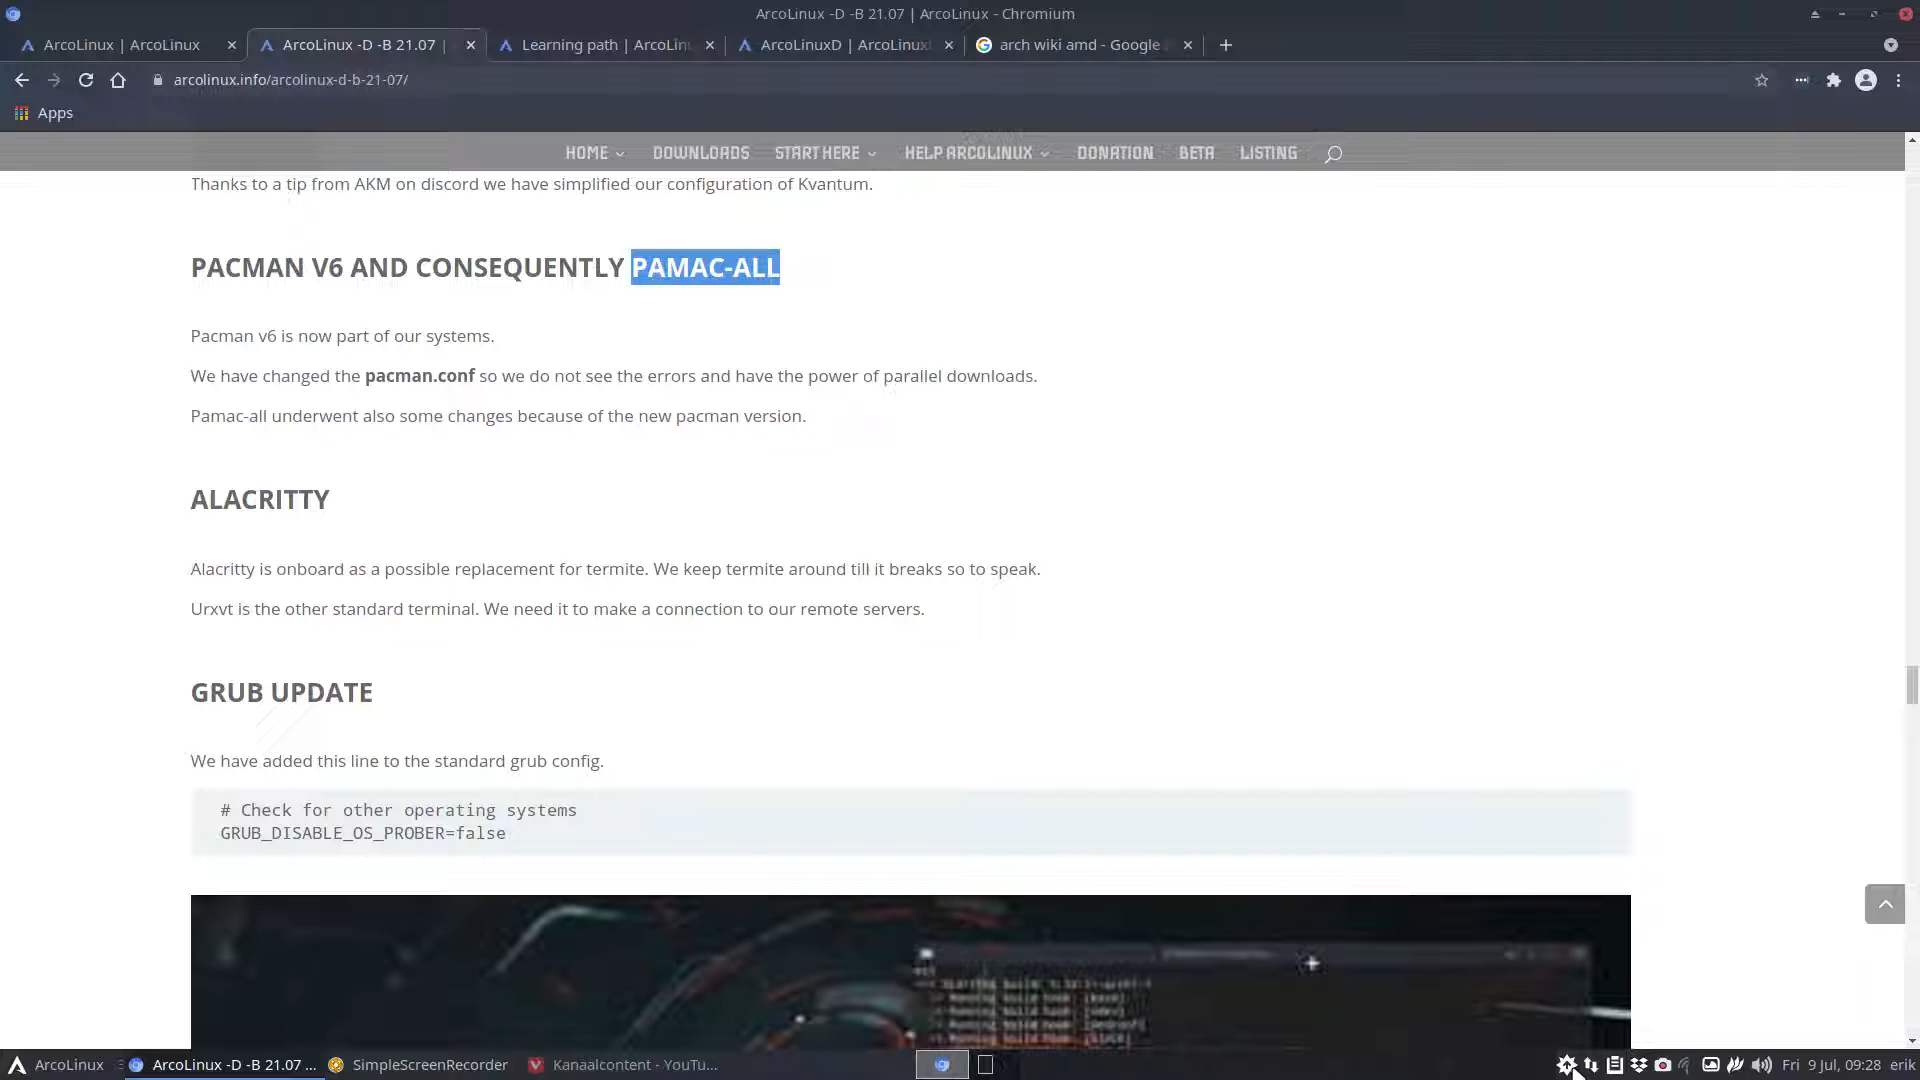 ArcoLinux -D -B 21.07 | ArcoLinux - Chromium
ArcoLinux | ArcoLinux
ArcoLinux -D -B 21.07 |
Learning path | ArcoLin
ArcoLinuxD | ArcoLinux
arch wiki amd - Google
arcolinux.info/arcolinux-d-b-21-07/
Apps
HOME
DOWNLOADS
START HERE
HELP ARCOLINUX
DONATION
BETA
LISTING
Thanks to a tip from AKM on discord we have simplified our configuration of Kvantum.
PACMAN V6 AND CONSEQUENTLY PAMAC-ALL
Pacman v6 is now part of our systems.
We have changed the pacman.conf so we do not see the errors and have the power of parallel downloads.
Pamac-all underwent also some changes because of the new pacman version.
ALACRITTY
Alacritty is onboard as a possible replacement for termite. We keep termite around till it breaks so to speak.
Urxvt is the other standard terminal. We need it to make a connection to our remote servers.
GRUB UPDATE
We have added this line to the standard grub config.
# Check for other operating systems
GRUB_DISABLE_OS_PROBER=false
ArcoLinux
ArcoLinux -D -B 21.07 ...
SimpleScreenRecorder
Kanaalcontent - YouTu...
Fri 9 Jul, 09:28
erik